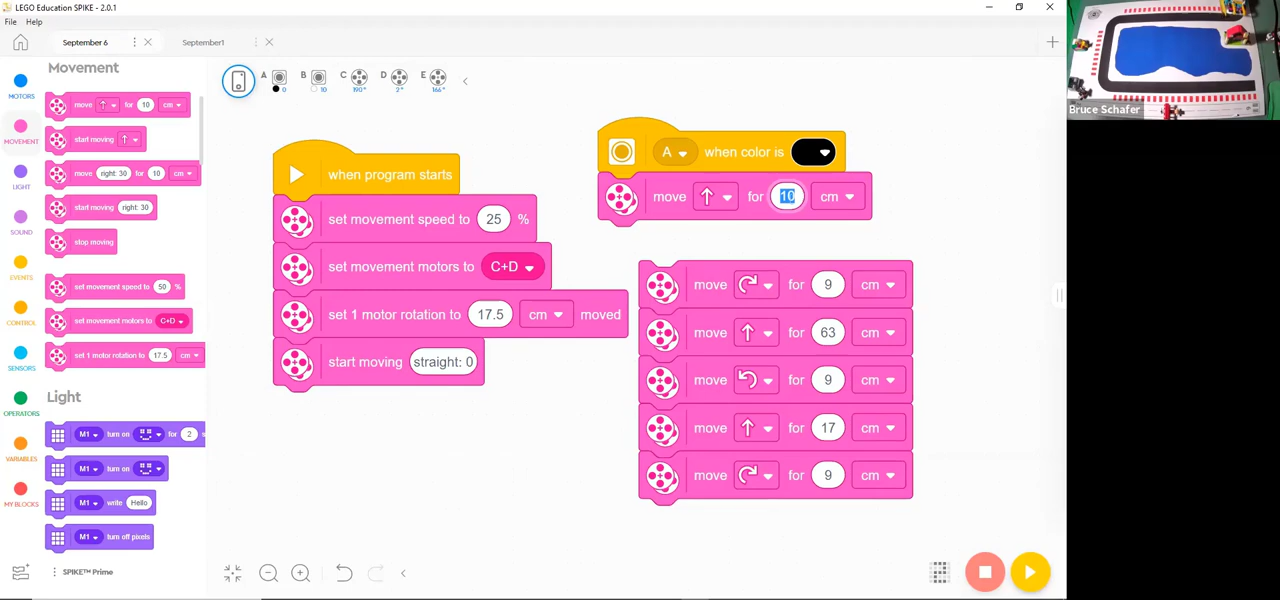 LEGO Education SPIKE - 2.0.1
File Help
September 6
September1
A B C D E
0 10 190° 2° 166°
MOTORS
MOVEMENT
LIGHT
SOUND
EVENTS
CONTROL
SENSORS
OPERATORS
VARIABLES
MY BLOCKS
Movement
move for 10 cm
start moving
move right: 30 for 10 cm
start moving right: 30
stop moving
set movement speed to 50 %
set movement motors to C+D
set 1 motor rotation to 17.5 cm
Light
M1 turn on for 2 s
M1 turn on
M1 write Hello
M1 turn off pixels
SPIKE™ Prime
when program starts
set movement speed to 25 %
set movement motors to C+D
set 1 motor rotation to 17.5 cm moved
start moving straight: 0
A when color is
move for 10 cm
move for 9 cm
move for 63 cm
move for 9 cm
move for 17 cm
move for 9 cm
Bruce Schafer